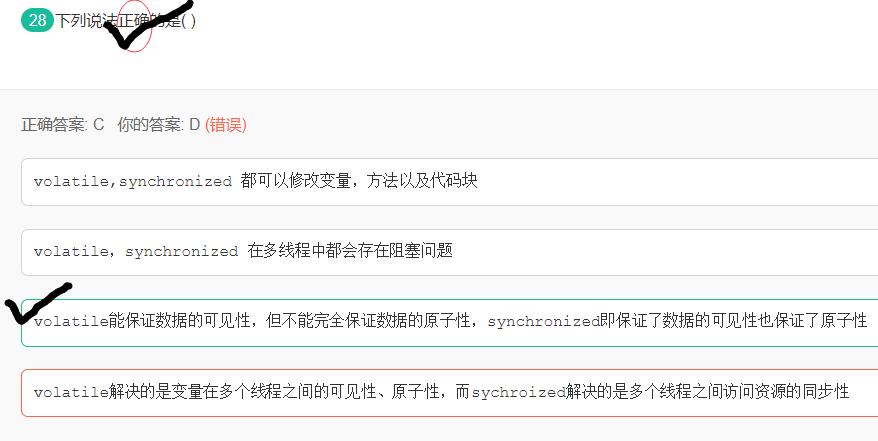 28 下列说法正确的是( )
正确答案: C 你的答案: D (错误)
volatile,synchronized 都可以修改变量，方法以及代码块
volatile，synchronized 在多线程中都会存在阻塞问题
volatile能保证数据的可见性，但不能完全保证数据的原子性，synchronized即保证了数据的可见性也保证了原子性
volatile解决的是变量在多个线程之间的可见性、原子性，而sychroized解决的是多个线程之间访问资源的同步性